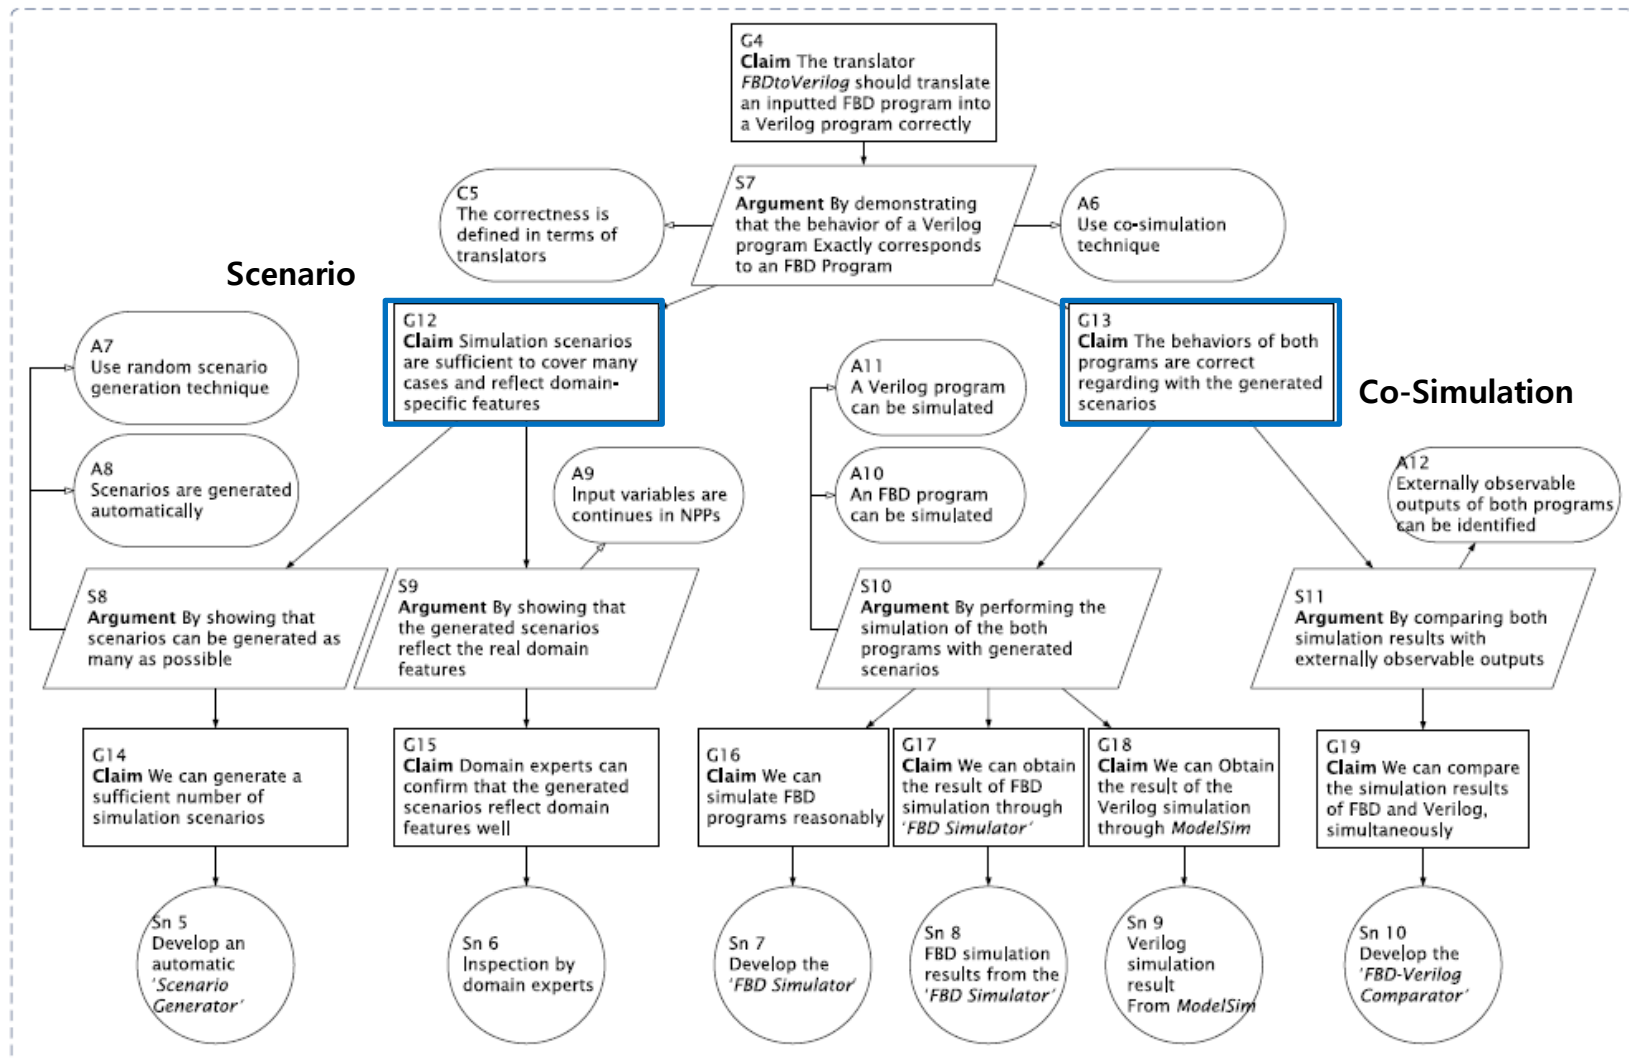 G4
Claim The translator
FBDtoVerilog should translate
an inputted FBD program into
a Verilog program correctly
C5
The correctness is
defined in terms of
translators
S7
Argument By demonstrating
that the behavior of a Verilog
program Exactly corresponds
to an FBD Program
A6
Use co-simulation
technique
Scenario
G12
Claim Simulation scenarios
are sufficient to cover many
cases and reflect domain-
specific features
G13
Claim The behaviors of both
programs are correct
regarding with the generated
scenarios
Co-Simulation
A7
Use random scenario
generation technique
A8
Scenarios are generated
automatically
A9
Input variables are
continues in NPPs
A11
A Verilog program
can be simulated
A10
An FBD program
can be simulated
A12
Externally observable
outputs of both programs
can be identified
S8
Argument By showing that
scenarios can be generated as
many as possible
S9
Argument By showing that
the generated scenarios
reflect the real domain
features
S10
Argument By performing the
simulation of the both
programs with generated
scenarios
S11
Argument By comparing both
simulation results with
externally observable outputs
G14
Claim We can generate a
sufficient number of
simulation scenarios
G15
Claim Domain experts can
confirm that the generated
scenarios reflect domain
features well
G16
Claim We can
simulate FBD
programs reasonably
G17
Claim We can obtain
the result of FBD
simulation through
'FBD Simulator'
G18
Claim We can Obtain
the result of the
Verilog simulation
through ModelSim
G19
Claim We can compare
the simulation results
of FBD and Verilog,
simultaneously
Sn 5
Develop an
automatic
'Scenario
Generator'
Sn 6
Inspection by
domain experts
Sn 7
Develop the
'FBD Simulator'
Sn 8
FBD simulation
results from the
'FBD Simulator'
Sn 9
Verilog
simulation
result
From ModelSim
Sn 10
Develop the
'FBD-Verilog
Comparator'